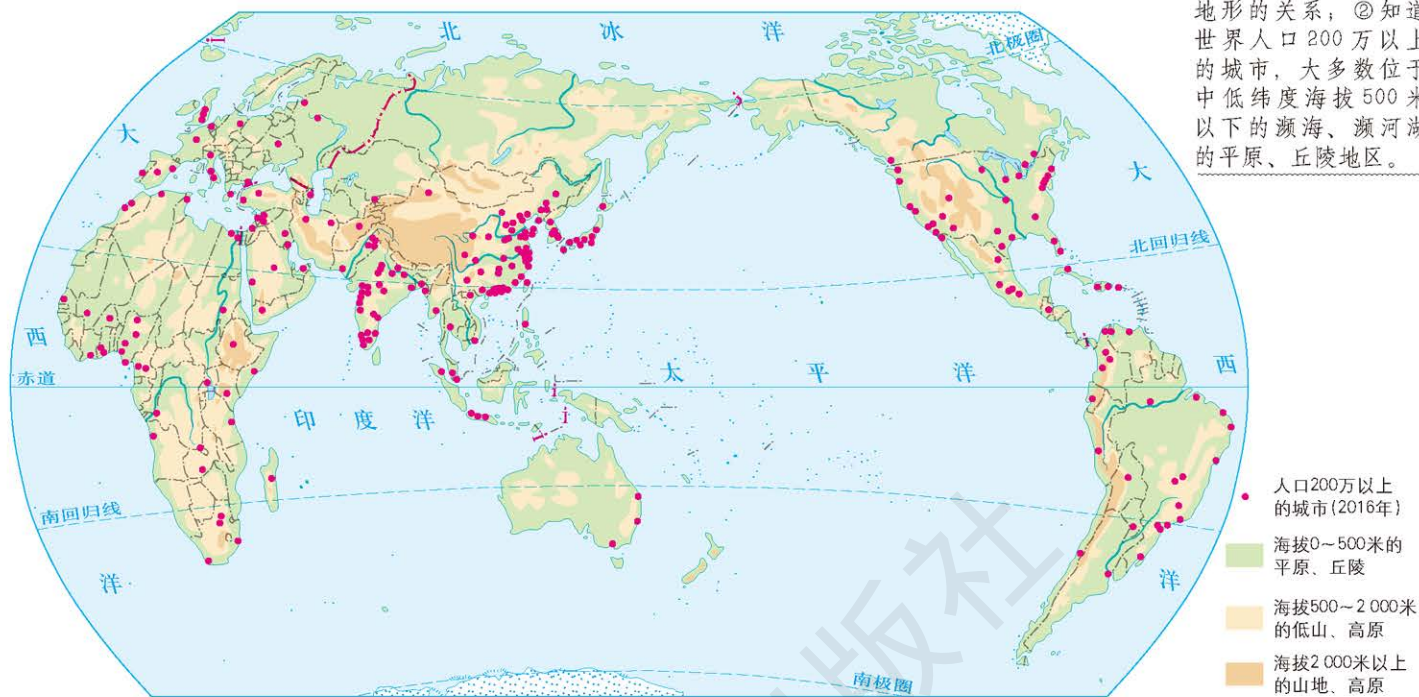 地形的关系；②知道
世界人口200万以上
的城市，大多数位于
中低纬度海拔500米
以下的濒海、濒河湖
的平原、丘陵地区。
北冰洋
北极圈
大
大
北回归线
西
西
赤道
太平洋
印度洋
南回归线
洋
洋
南极圈
人口200万以上
的城市(2016年)
海拔0～500米的
平原、丘陵
海拔500～2 000米
的低山、高原
海拔2 000米以上
的山地、高原
版社